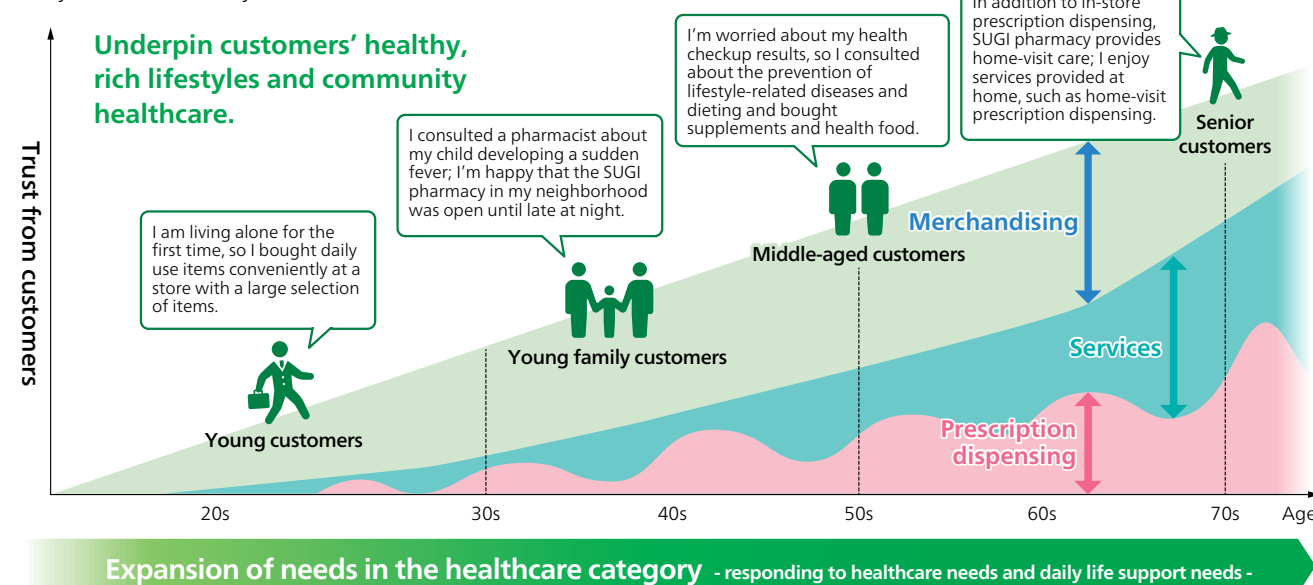 In addition to in-store
prescription dispensing,
SUGI pharmacy provides
home-visit care; I enjoy
services provided at
home, such as home-visit
prescription dispensing.
Underpin customers' healthy,
rich lifestyles and community
healthcare.
I'm worried about my health
checkup results, so I consulted
about the prevention of
lifestyle-related diseases and
dieting and bought
supplements and health food.
Senior
customers
I consulted a pharmacist about
my child developing a sudden
fever; I'm happy that the SUGI
pharmacy in my neighborhood
was open until late at night.
Trust from customers
I am living alone for the
first time, so I bought daily
use items conveniently at a
store with a large selection
of items.
Merchandising
Middle-aged customers
Services
Young family customers
Young customers
Prescription
dispensing
20s
30s
40s
50s
60s
70s
Age
Expansion of needs in the healthcare category - responding to healthcare needs and daily life support needs -